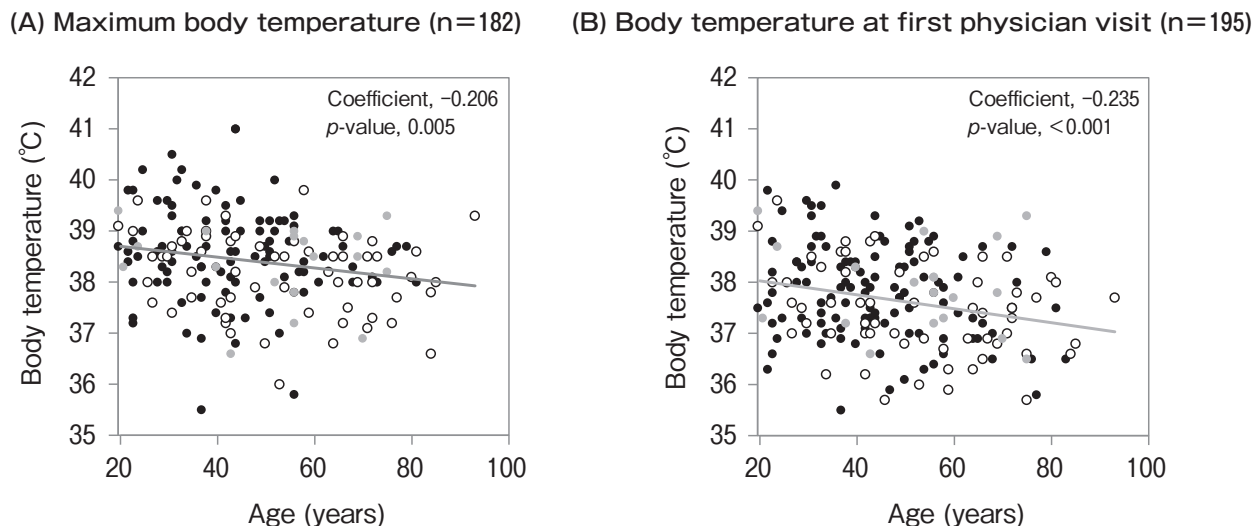 (A) Maximum body temperature (n=182)
(B) Body temperature at first physician visit (n=195)
Coefficient, −0.206
p-value, 0.005
Body temperature (℃)
42
41
40
39
38
37
36
35
20
40
60
80
100
Age (years)
Coefficient, −0.235
p-value, <0.001
Body temperature (℃)
42
41
40
39
38
37
36
35
20
40
60
80
100
Age (years)